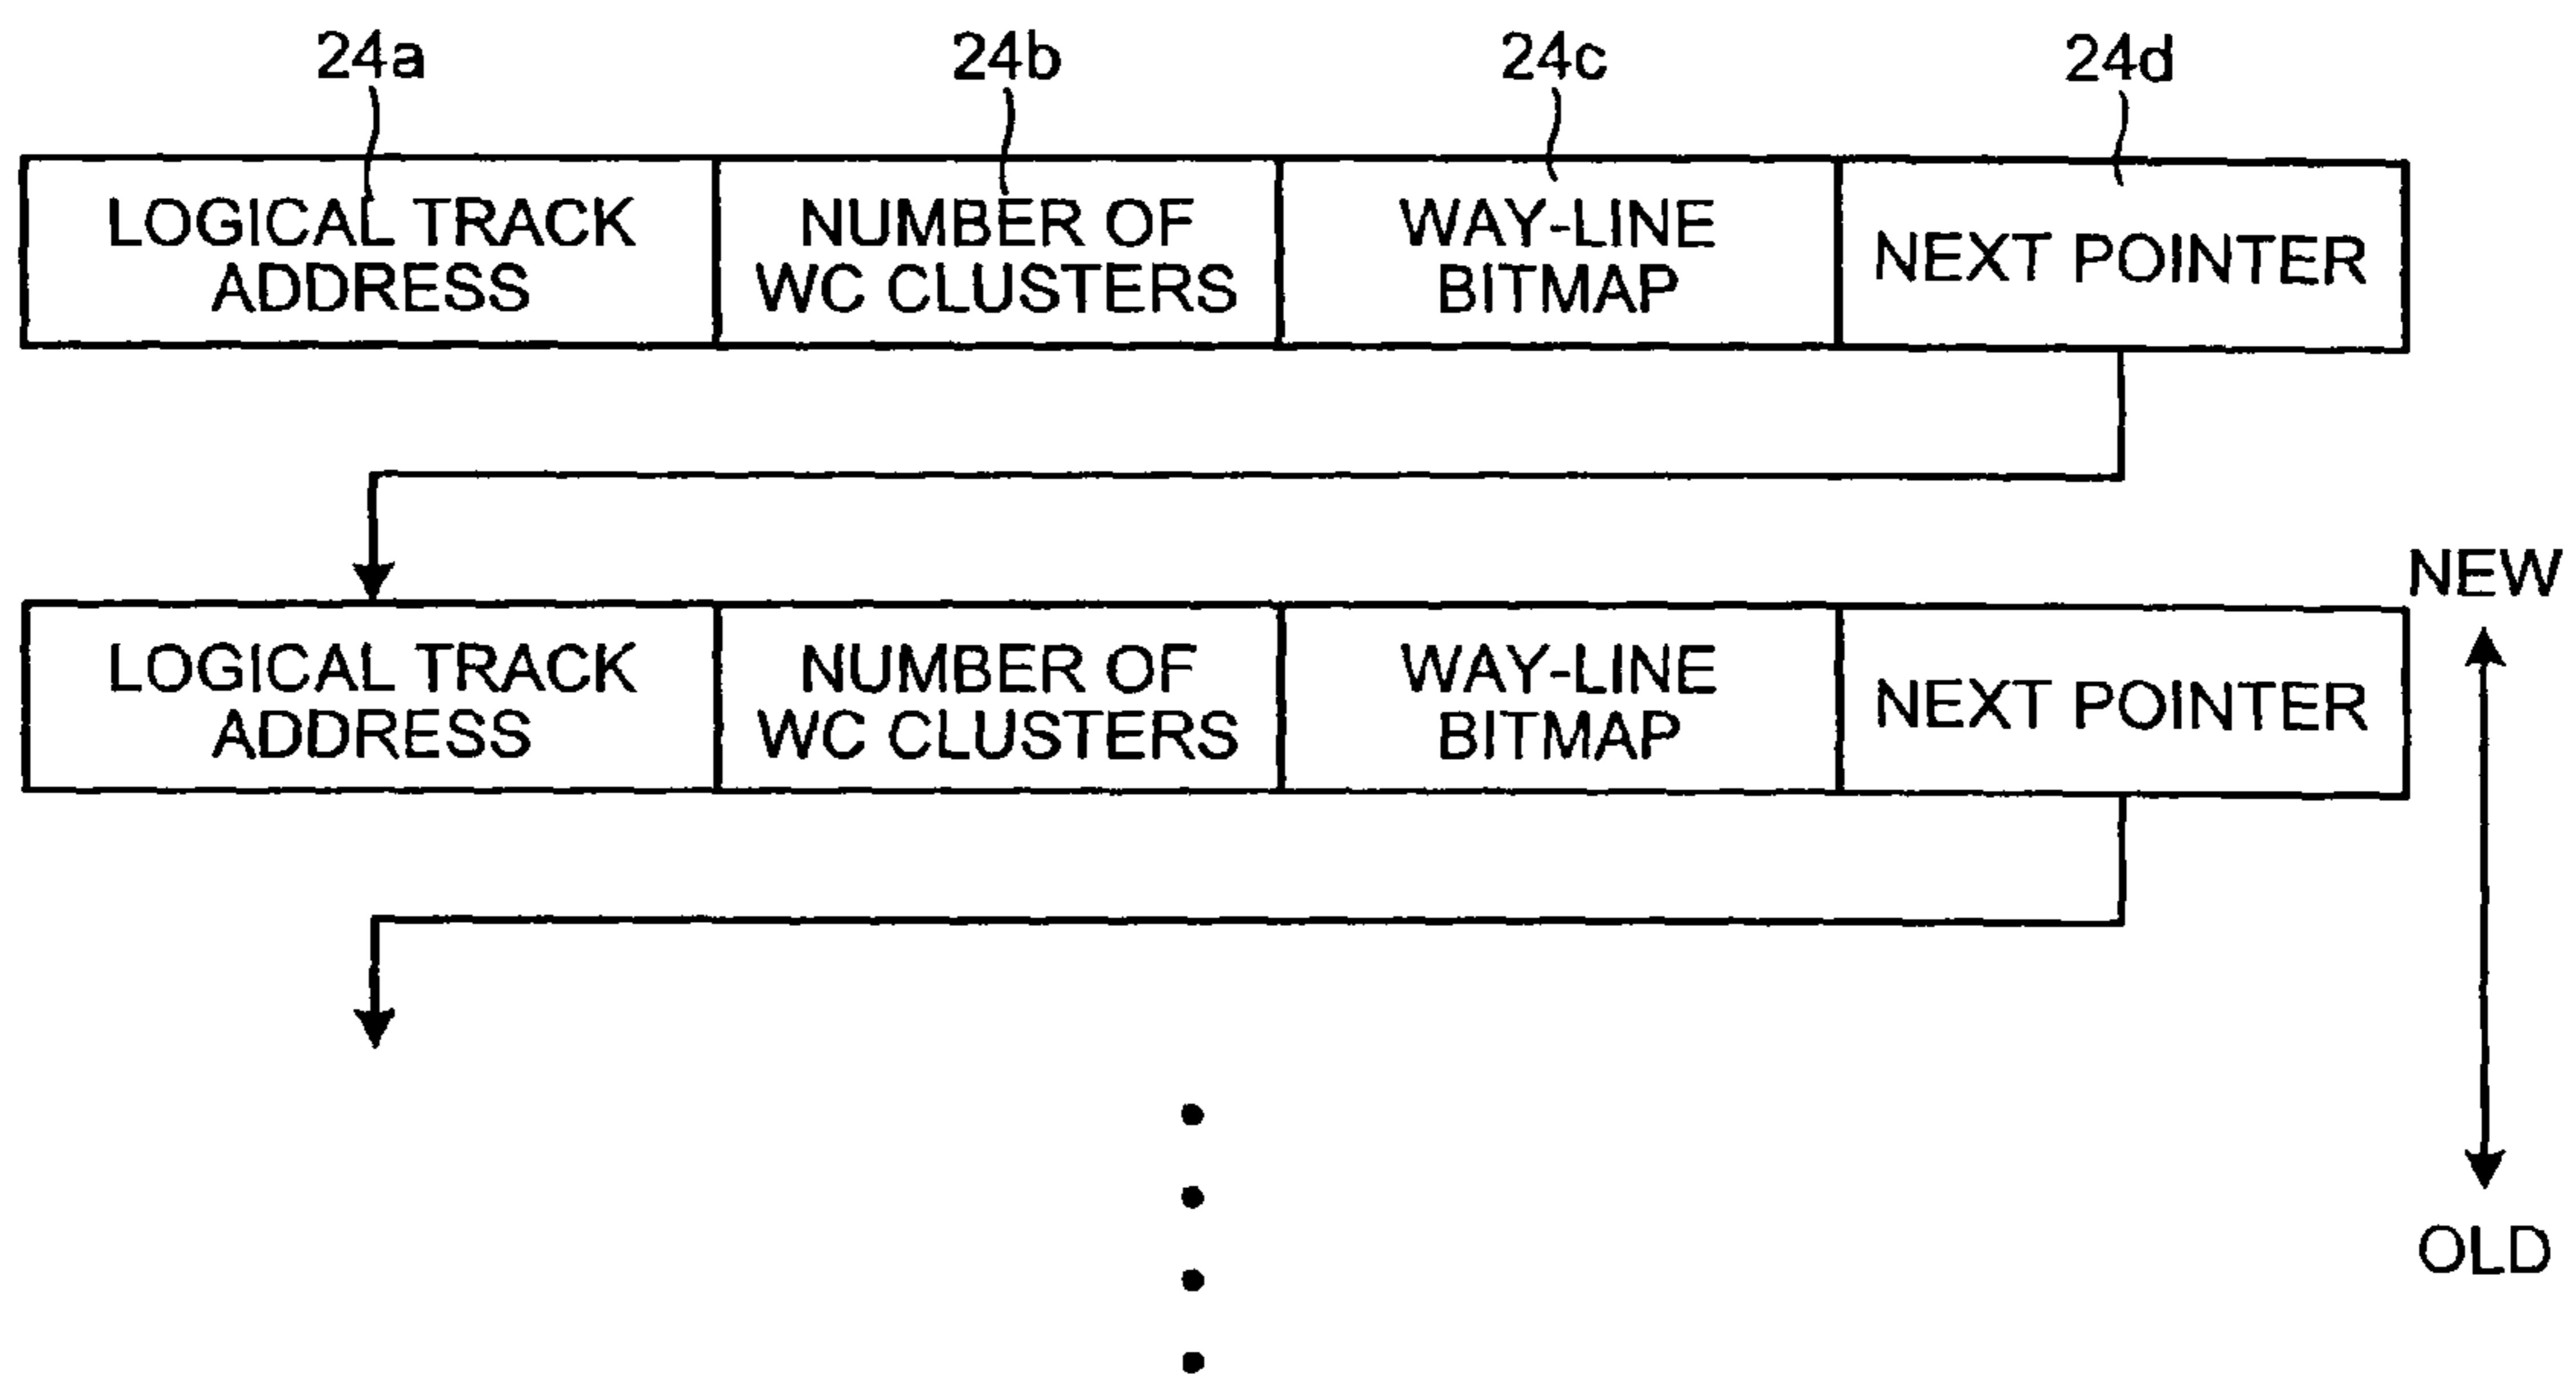 24a 24b 24c 24d
LOGICAL TRACK ADDRESS
NUMBER OF WC CLUSTERS
WAY-LINE BITMAP
NEXT POINTER
NEW
LOGICAL TRACK ADDRESS
NUMBER OF WC CLUSTERS
WAY-LINE BITMAP
NEXT POINTER
OLD